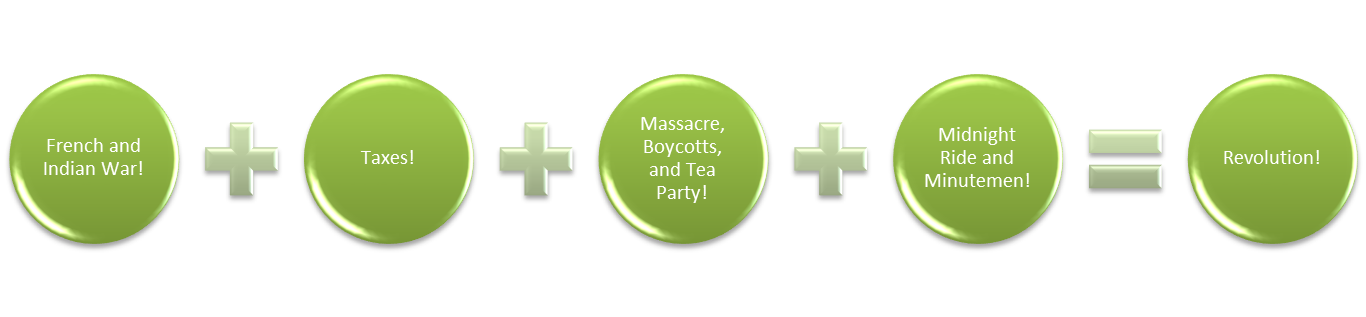 French and
Indian War!
Taxes!
Massacre,
Boycotts,
and Tea
Party!
Midnight
Ride and
Minutemen!
Revolution!